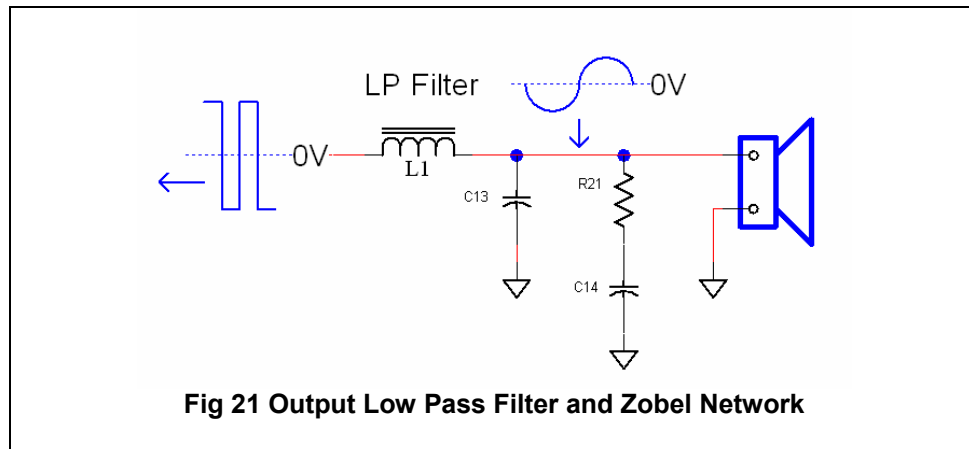 LP Filter
0V
0V
L1
C13
R21
C14
Fig 21 Output Low Pass Filter and Zobel Network